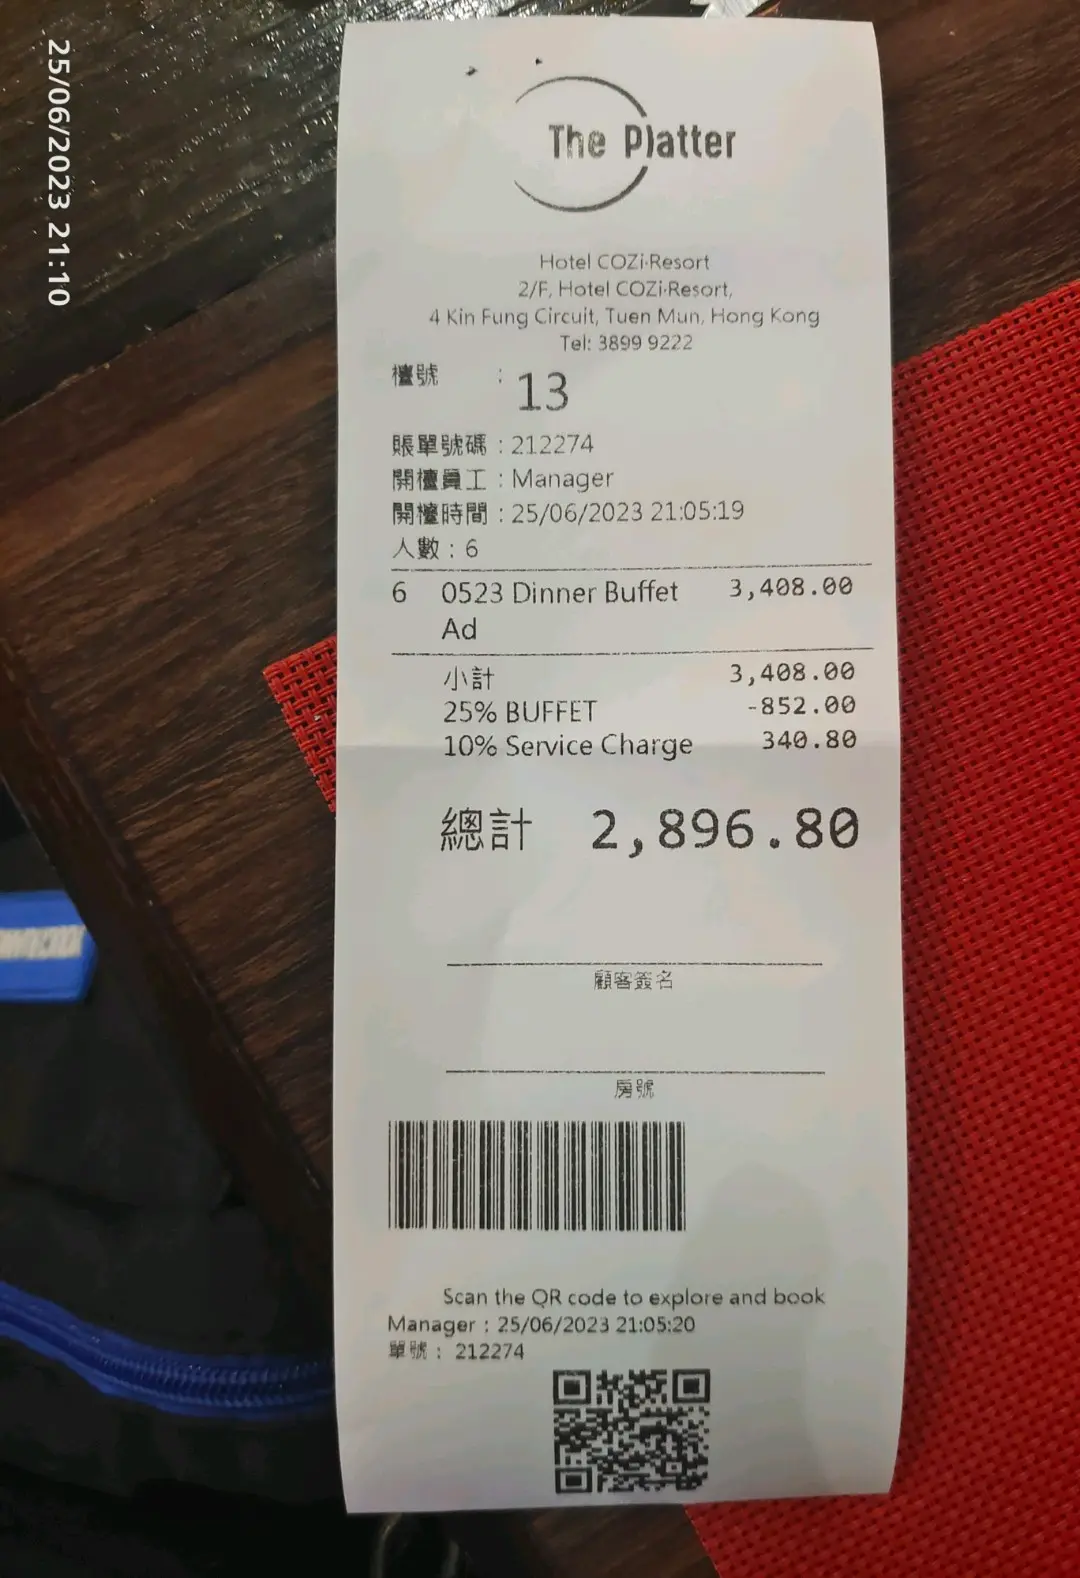 25/06/2023 21:10
The Platter
Hotel COZi·Resort
2/F, Hotel COZi·Resort,
4 Kin Fung Circuit, Tuen Mun, Hong Kong
Tel: 3899 9222
檯號 : 13
賬單號碼 : 212274
開檯員工 : Manager
開檯時間 : 25/06/2023 21:05:19
人數 : 6
6 0523 Dinner Buffet 3,408.00
Ad
小計 3,408.00
25% BUFFET -852.00
10% Service Charge 340.80
總計 2,896.80
顧客簽名
房號
Scan the QR code to explore and book
Manager : 25/06/2023 21:05:20
單號 : 212274